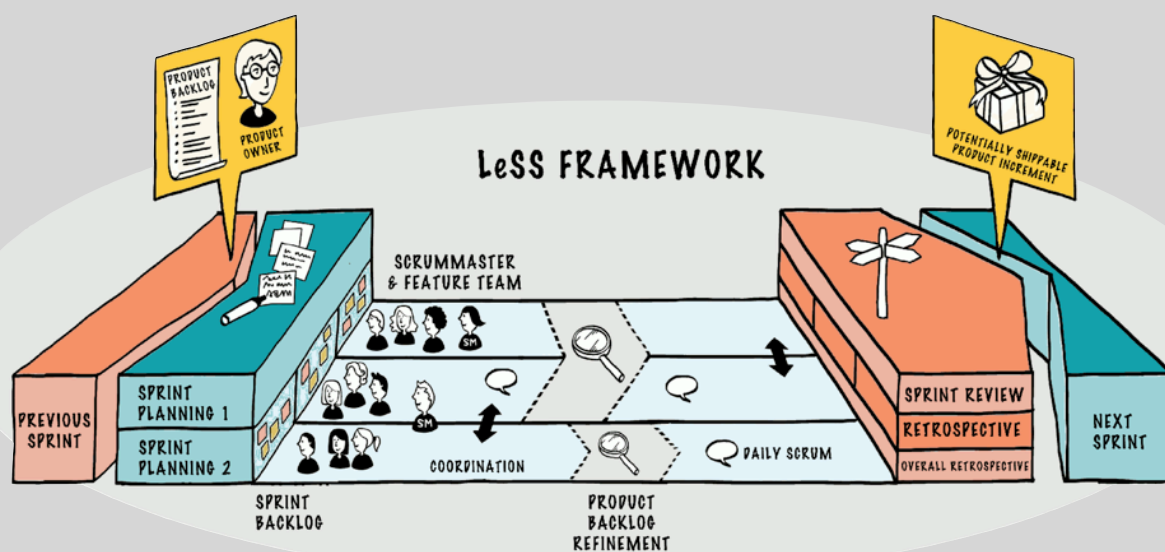 PRODUCT
BACKLOG
PRODUCT
OWNER
LeSS FRAMEWORK
POTENTIALLY SHIPPABLE
PRODUCT INCREMENT
SCRUMMASTER
& FEATURE TEAM
SM
SM
PREVIOUS
SPRINT
SPRINT
PLANNING 1
SPRINT
PLANNING 2
SPRINT
BACKLOG
COORDINATION
PRODUCT
BACKLOG
REFINEMENT
DAILY SCRUM
SPRINT REVIEW
RETROSPECTIVE
OVERALL RETROSPECTIVE
NEXT
SPRINT